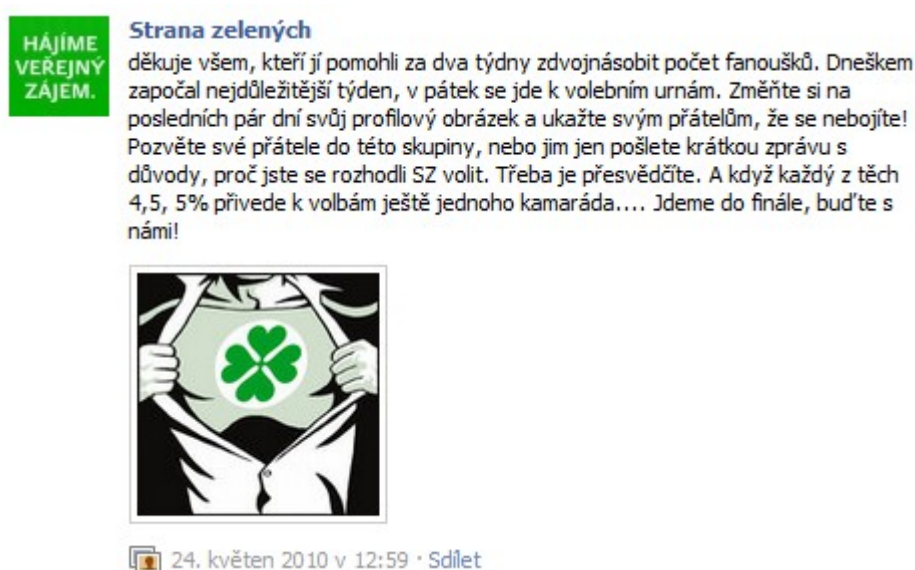 HÁJÍME
VEŘEJNÝ
ZÁJEM.
Strana zelených
děkuje všem, kteří jí pomohli za dva týdny zdvojnásobit počet fanoušků. Dneškem
započal nejdůležitější týden, v pátek se jde k volebním urnám. Změňte si na
posledních pár dní svůj profilový obrázek a ukažte svým přátelům, že se nebojíte!
Pozvěte své přátele do této skupiny, nebo jim jen pošlete krátkou zprávu s
důvody, proč jste se rozhodli SZ volit. Třeba je přesvědčíte. A když každý z těch
4,5, 5% přivede k volbám ještě jednoho kamaráda.... Jdeme do finále, buďte s
námi!
24. květen 2010 v 12:59 · Sdílet